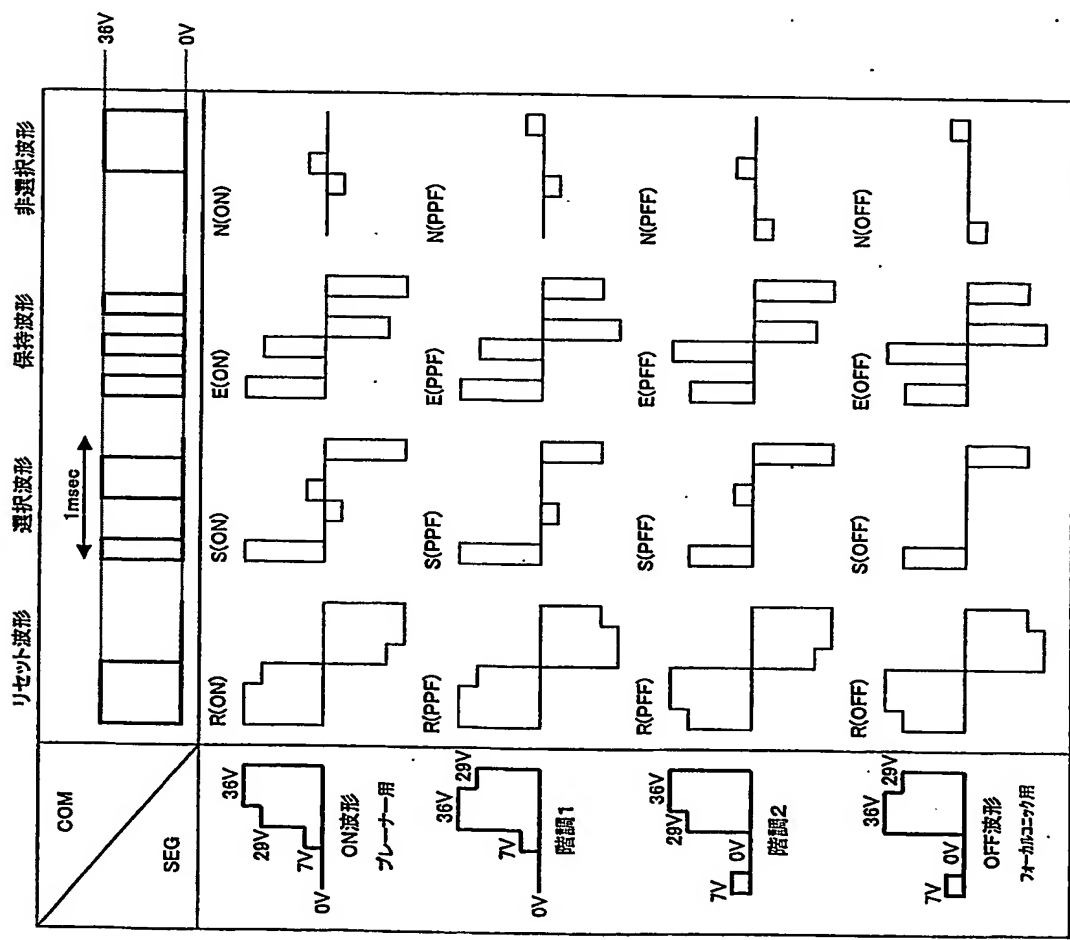 COM
SEG
リセット波形
選択波形
保持波形
非選択波形
1msec
36V
0V
36V
29V
7V
0V
ON波形
プレーナー用
R(ON)
S(ON)
E(ON)
N(ON)
36V
29V
7V
0V
階調1
R(PPF)
S(PPF)
E(PPF)
N(PPF)
36V
29V
7V
0V
階調2
R(PFF)
S(PFF)
E(PFF)
N(PFF)
36V
29V
7V
0V
OFF波形
フォーカルコニック用
R(OFF)
S(OFF)
E(OFF)
N(OFF)